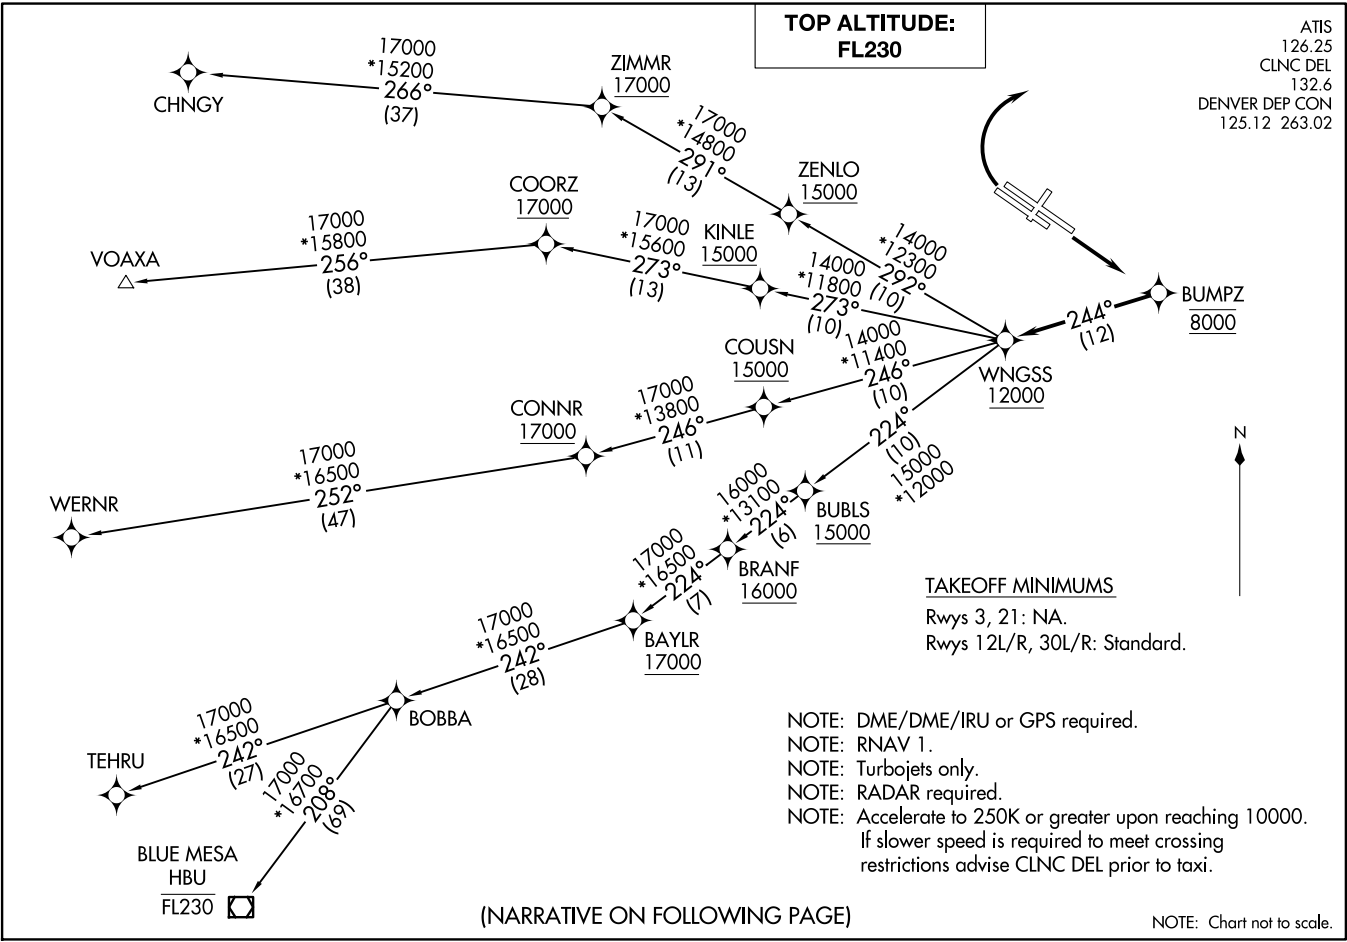 TOP ALTITUDE:
FL230
ATIS
126.25
CLNC DEL
132.6
DENVER DEP CON
125.12 263.02
CHNGY
17000
*15200
266°
(37)
ZIMMR
17000
17000
*14800
291°
(13)
ZENLO
15000
14000
*12300
292°
(10)
VOAXA
17000
*15800
256°
(38)
COORZ
17000
17000
*15600
273°
(13)
KINLE
15000
14000
*11800
273°
(10)
BUMPZ
8000
244°
(12)
WNGSS
12000
WERNR
17000
*16500
252°
(47)
CONNR
17000
17000
*13800
246°
(11)
COUSN
15000
14000
*11400
246°
(10)
224°
(10)
15000
*12000
BUBLS
15000
16000
*13100
224°
(6)
BRANF
16000
17000
*16500
224°
(7)
BAYLR
17000
17000
*16500
242°
(28)
BOBBA
17000
*16500
242°
(27)
TEHRU
17000
*16700
208°
(69)
BLUE MESA
HBU
FL230
N
TAKEOFF MINIMUMS
Rwys 3, 21: NA.
Rwys 12L/R, 30L/R: Standard.
NOTE: DME/DME/IRU or GPS required.
NOTE: RNAV 1.
NOTE: Turbojets only.
NOTE: RADAR required.
NOTE: Accelerate to 250K or greater upon reaching 10000.
If slower speed is required to meet crossing
restrictions advise CLNC DEL prior to taxi.
(NARRATIVE ON FOLLOWING PAGE)
NOTE: Chart not to scale.